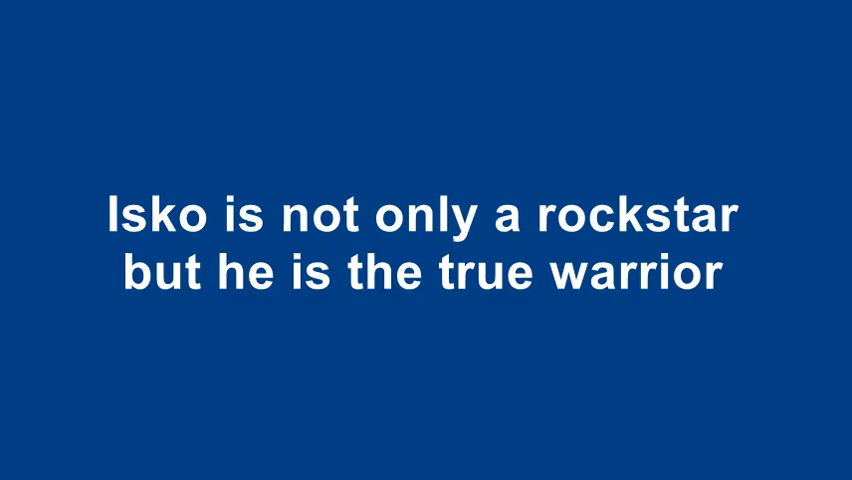 Isko is not only a rockstar
but he is the true warrior